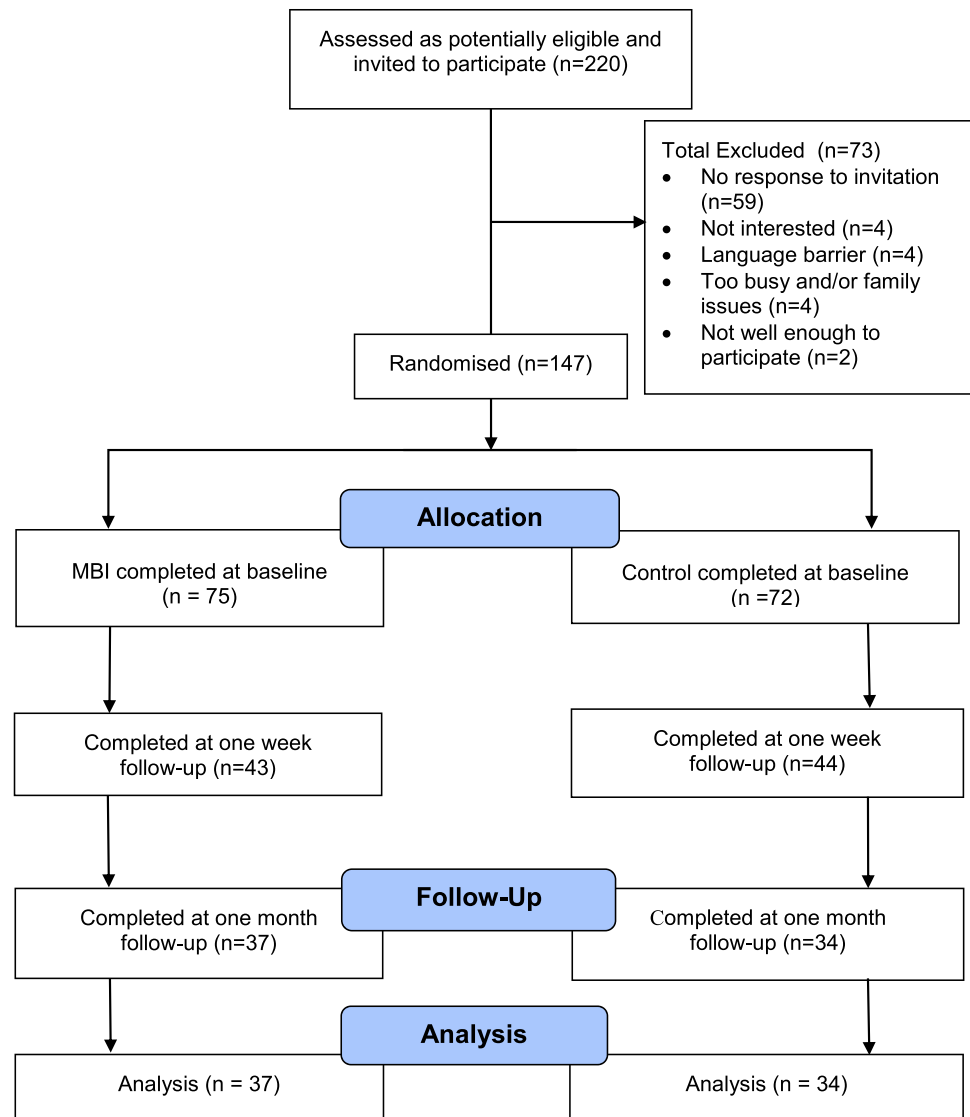 Assessed as potentially eligible and
invited to participate (n=220)
Total Excluded  (n=73)
• No response to invitation
(n=59)
• Not interested (n=4)
• Language barrier (n=4)
• Too busy and/or family
issues (n=4)
• Not well enough to
participate (n=2)
Randomised (n=147)
Allocation
MBI completed at baseline
(n = 75)
Control completed at baseline
(n =72)
Completed at one week
follow-up (n=43)
Completed at one week
follow-up (n=44)
Follow-Up
Completed at one month
follow-up (n=37)
Completed at one month
follow-up (n=34)
Analysis
Analysis (n = 37)
Analysis (n = 34)